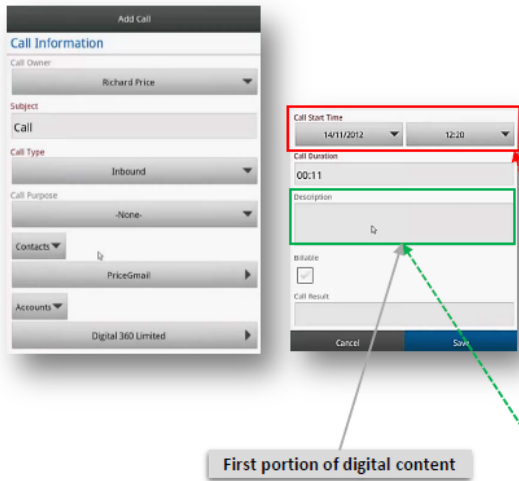 Add Call
Call Information
Call Owner
Richard Price
Subject
Call
Call Type
Inbound
Call Purpose
-None-
Contacts
PriceGmail
Accounts
Digital 360 Limited
Call Start Time
14/11/2012 12:20
Call Duration
00:11
Description
Billable
Call Result
Cancel Save
First portion of digital content